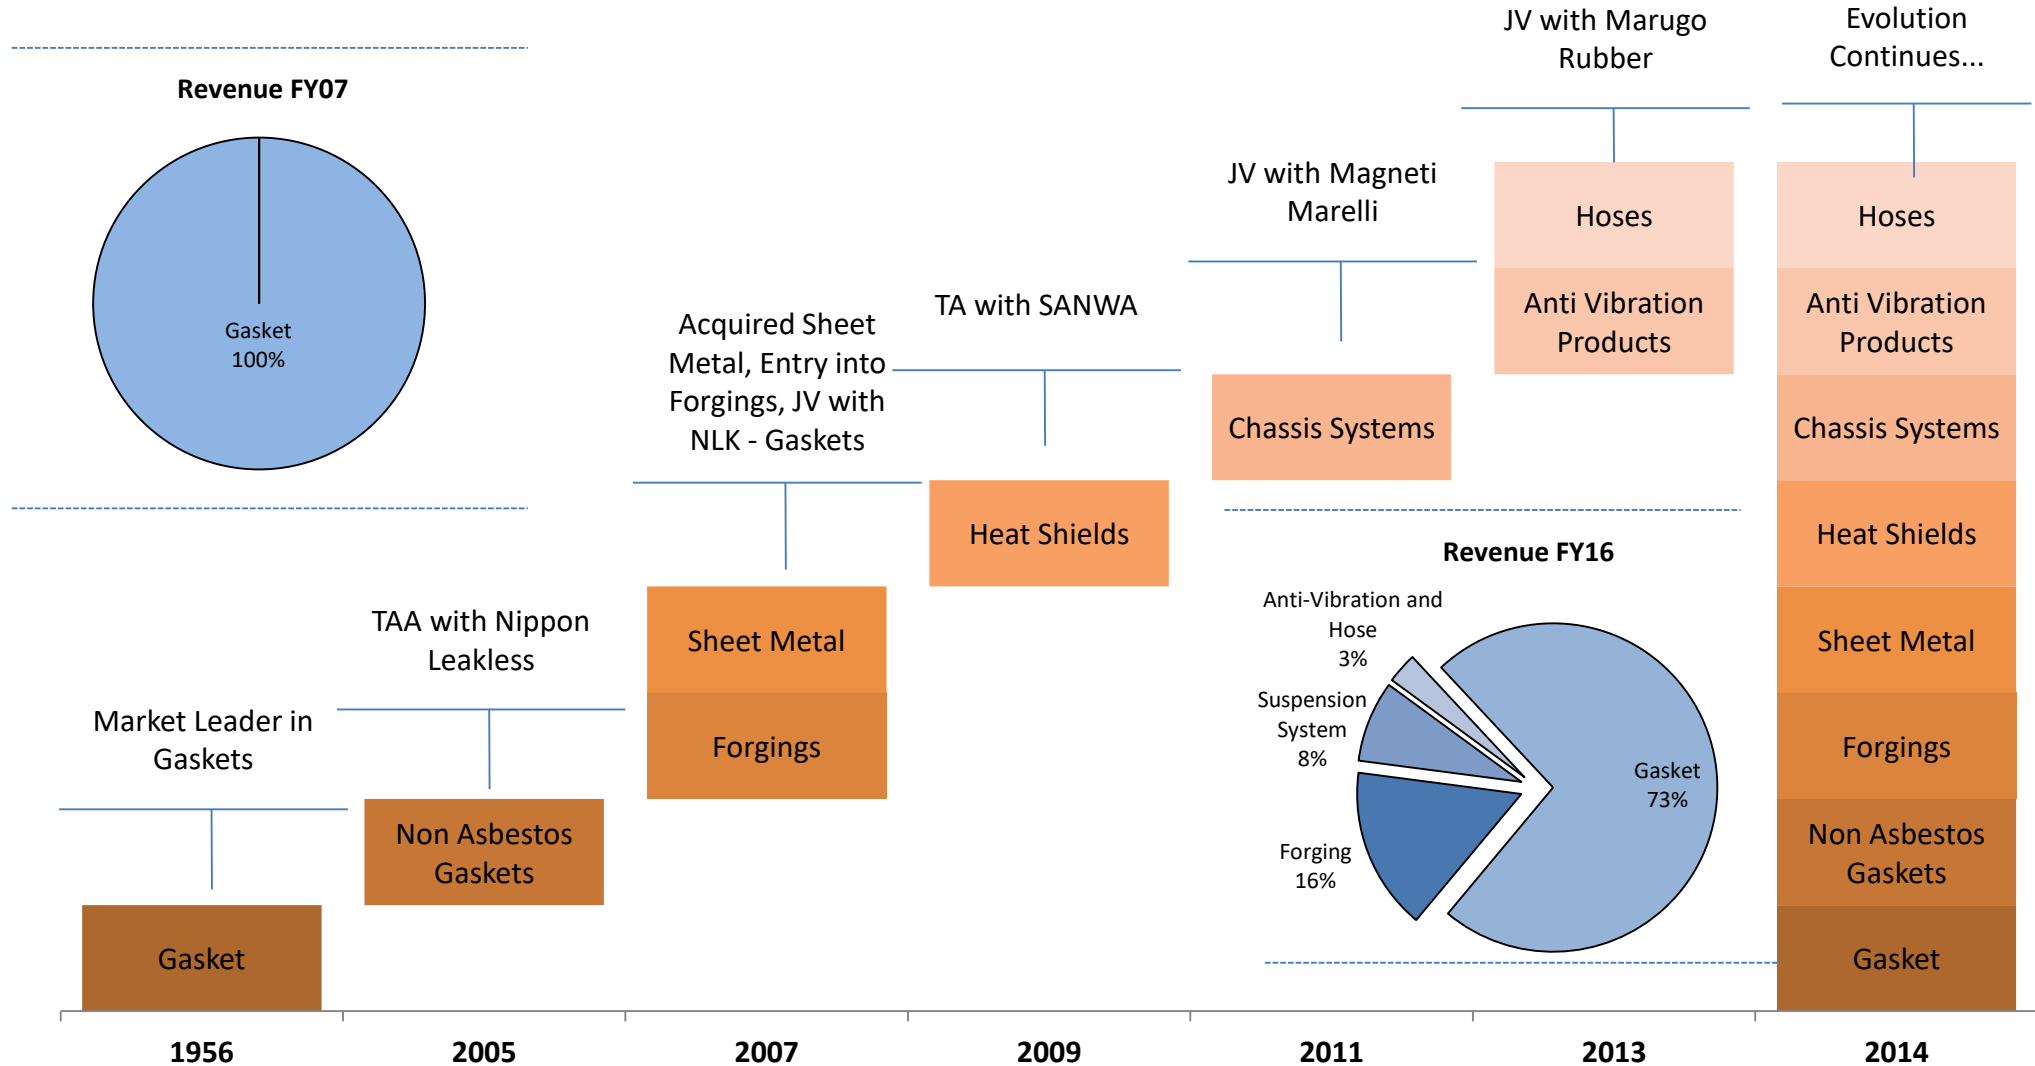 Revenue FY07
Gasket
100%
Market Leader in
Gaskets
Gasket
TAA with Nippon
Leakless
Non Asbestos
Gaskets
Acquired Sheet
Metal, Entry into
Forgings, JV with
NLK - Gaskets
Sheet Metal
Forgings
TA with SANWA
Heat Shields
JV with Magneti
Marelli
Chassis Systems
JV with Marugo
Rubber
Hoses
Anti Vibration
Products
Evolution
Continues...
Hoses
Anti Vibration
Products
Chassis Systems
Heat Shields
Sheet Metal
Forgings
Non Asbestos
Gaskets
Gasket
Revenue FY16
Anti-Vibration and
Hose
3%
Suspension
System
8%
Forging
16%
Gasket
73%
1956
2005
2007
2009
2011
2013
2014